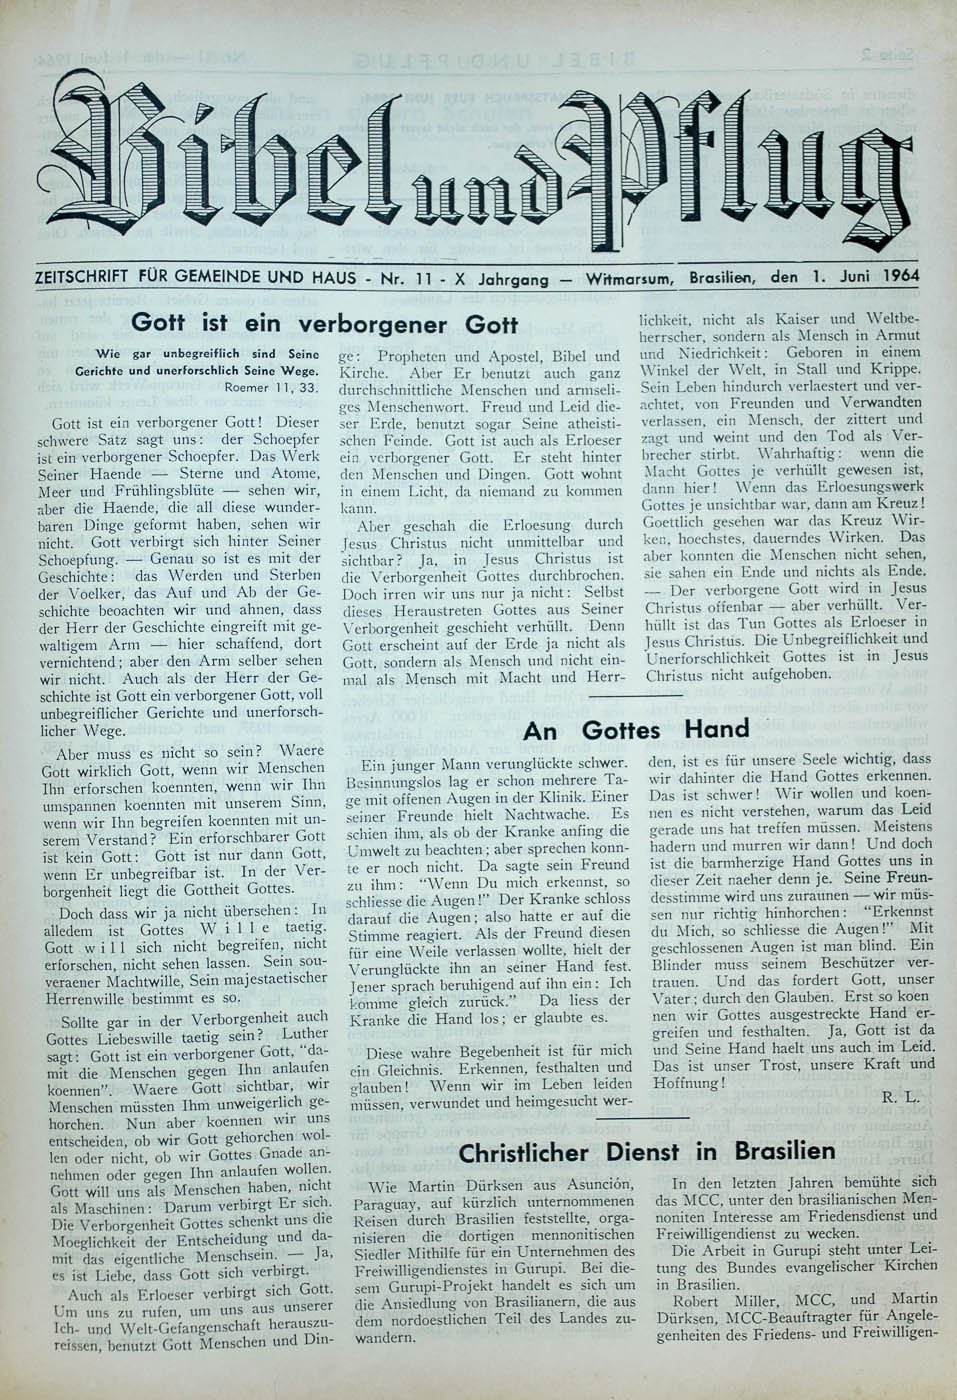 Bibel und Pflug
ZEITSCHRIFT FÜR GEMEINDE UND HAUS - Nr. 11 - X Jahrgang — Witmarsum, Brasilien, den 1. Juni 1964
Gott ist ein verborgener Gott
Wie gar unbegreiflich sind Seine
Gerichte und unerforschlich Seine Wege.
Roemer 11, 33.
Gott ist ein verborgener Gott! Dieser
schwere Satz sagt uns: der Schoepfer
ist ein verborgener Schoepfer. Das Werk
Seiner Haende — Sterne und Atome,
Meer und Frühlingsblüte — sehen wir,
aber die Haende, die all diese wunder-
baren Dinge geformt haben, sehen wir
nicht. Gott verbirgt sich hinter Seiner
Schoepfung. — Genau so ist es mit der
Geschichte: das Werden und Sterben
der Voelker, das Auf und Ab der Ge-
schichte beoachten wir und ahnen, dass
der Herr der Geschichte eingreift mit ge-
waltigem Arm — hier schaffend, dort
vernichtend; aber den Arm selber sehen
wir nicht. Auch als der Herr der Ge-
schichte ist Gott ein verborgener Gott, voll
unbegreiflicher Gerichte und unerforsch-
licher Wege.
Aber muss es nicht so sein? Waere
Gott wirklich Gott, wenn wir Menschen
Ihn erforschen koennten, wenn wir Ihn
umspannen koennten mit unserem Sinn,
wenn wir Ihn begreifen koennten mit un-
serem Verstand? Ein erforschbarer Gott
ist kein Gott: Gott ist nur dann Gott,
wenn Er unbegreifbar ist. In der Ver-
borgenheit liegt die Gottheit Gottes.
Doch dass wir ja nicht übersehen: In
alledem ist Gottes W i l l e taetig.
Gott w i l l sich nicht begreifen, nicht
erforschen, nicht sehen lassen. Sein sou-
veraener Machtwille, Sein majestaetischer
Herrenwille bestimmt es so.
Sollte gar in der Verborgenheit auch
Gottes Liebeswille taetig sein? Luther
sagt: Gott ist ein verborgener Gott, "da-
mit die Menschen gegen Ihn anlaufen
koennen". Waere Gott sichtbar, wir
Menschen müssten Ihm unweigerlich ge-
horchen. Nun aber koennen wir uns
entscheiden, ob wir Gott gehorchen wol-
len oder nicht, ob wir Gottes Gnade an-
nehmen oder gegen Ihn anlaufen wollen.
Gott will uns als Menschen haben, nicht
als Maschinen: Darum verbirgt Er sich.
Die Verborgenheit Gottes schenkt uns die
Moeglichkeit der Entscheidung und da-
mit das eigentliche Menschsein. — Ja,
es ist Liebe, dass Gott sich verbirgt.
Auch als Erloeser verbirgt sich Gott.
Um uns zu rufen, um uns aus unserer
Ich- und Welt-Gefangenschaft herauszu-
reissen, benutzt Gott Menschen und Din-
ge: Propheten und Apostel, Bibel und
Kirche. Aber Er benutzt auch ganz
durchschnittliche Menschen und armseli-
ges Menschenwort. Freud und Leid die-
ser Erde, benutzt sogar Seine atheisti-
schen Feinde. Gott ist auch als Erloeser
ein verborgener Gott. Er steht hinter
den Menschen und Dingen. Gott wohnt
in einem Licht, da niemand zu kommen
kann.
Aber geschah die Erloesung durch
Jesus Christus nicht unmittelbar und
sichtbar? Ja, in Jesus Christus ist
die Verborgenheit Gottes durchbrochen.
Doch irren wir uns nur ja nicht: Selbst
dieses Heraustreten Gottes aus Seiner
Verborgenheit geschieht verhüllt. Denn
Gott erscheint auf der Erde ja nicht als
Gott, sondern als Mensch und nicht ein-
mal als Mensch mit Macht und Herr-
lichkeit, nicht als Kaiser und Weltbe-
herrscher, sondern als Mensch in Armut
und Niedrichkeit: Geboren in einem
Winkel der Welt, in Stall und Krippe.
Sein Leben hindurch verlaestert und ver-
achtet, von Freunden und Verwandten
verlassen, ein Mensch, der zittert und
zagt und weint und den Tod als Ver-
brecher stirbt. Wahrhaftig: wenn die
Macht Gottes je verhüllt gewesen ist,
dann hier! Wenn das Erloesungswerk
Gottes je unsichtbar war, dann am Kreuz!
Goettlich gesehen war das Kreuz Wir-
ken, hoechstes, dauerndes Wirken. Das
aber konnten die Menschen nicht sehen,
sie sahen ein Ende und nichts als Ende.
— Der verborgene Gott wird in Jesus
Christus offenbar — aber verhüllt. Ver-
hüllt ist das Tun Gottes als Erloeser in
Jesus Christus. Die Unbegreiflichkeit und
Unerforschlichkeit Gottes ist in Jesus
Christus nicht aufgehoben.
An Gottes Hand
Ein junger Mann verunglückte schwer.
Besinnungslos lag er schon mehrere Ta-
ge mit offenen Augen in der Klinik. Einer
seiner Freunde hielt Nachtwache. Es
schien ihm, als ob der Kranke anfing die
Umwelt zu beachten; aber sprechen konn-
te er noch nicht. Da sagte sein Freund
zu ihm: "Wenn Du mich erkennst, so
schliesse die Augen!" Der Kranke schloss
darauf die Augen; also hatte er auf die
Stimme reagiert. Als der Freund diesen
für eine Weile verlassen wollte, hielt der
Verunglückte ihn an seiner Hand fest.
Jener sprach beruhigend auf ihn ein: Ich
komme gleich zurück." Da liess der
Kranke die Hand los; er glaubte es.
Diese wahre Begebenheit ist für mich
ein Gleichnis. Erkennen, festhalten und
glauben! Wenn wir im Leben leiden
müssen, verwundet und heimgesucht wer-
den, ist es für unsere Seele wichtig, dass
wir dahinter die Hand Gottes erkennen.
Das ist schwer! Wir wollen und koen-
nen es nicht verstehen, warum das Leid
gerade uns hat treffen müssen. Meistens
hadern und murren wir dann! Und doch
ist die barmherzige Hand Gottes uns in
dieser Zeit naeher denn je. Seine Freun-
desstimme wird uns zuraunen — wir müs-
sen nur richtig hinhorchen: "Erkennst
du Mich, so schliesse die Augen!" Mit
geschlossenen Augen ist man blind. Ein
Blinder muss seinem Beschützer ver-
trauen. Und das fordert Gott, unser
Vater; durch den Glauben. Erst so koen
nen wir Gottes ausgestreckte Hand er-
greifen und festhalten. Ja, Gott ist da
und Seine Hand haelt uns auch im Leid.
Das ist unser Trost, unsere Kraft und
Hoffnung!
R. L.
Christlicher Dienst in Brasilien
Wie Martin Dürksen aus Asunción,
Paraguay, auf kürzlich unternommenen
Reisen durch Brasilien feststellte, orga-
nisieren die dortigen mennonitischen
Siedler Mithilfe für ein Unternehmen des
Freiwilligendienstes in Gurupi. Bei die-
sem Gurupi-Projekt handelt es sich um
die Ansiedlung von Brasilianern, die aus
dem nordoestlichen Teil des Landes zu-
wandern.
In den letzten Jahren bemühte sich
das MCC, unter den brasilianischen Men-
noniten Interesse am Friedensdienst und
Freiwilligendienst zu wecken.
Die Arbeit in Gurupi steht unter Lei-
tung des Bundes evangelischer Kirchen
in Brasilien.
Robert Miller, MCC, und Martin
Dürksen, MCC-Beauftragter für Angele-
genheiten des Friedens- und Freiwilligen-